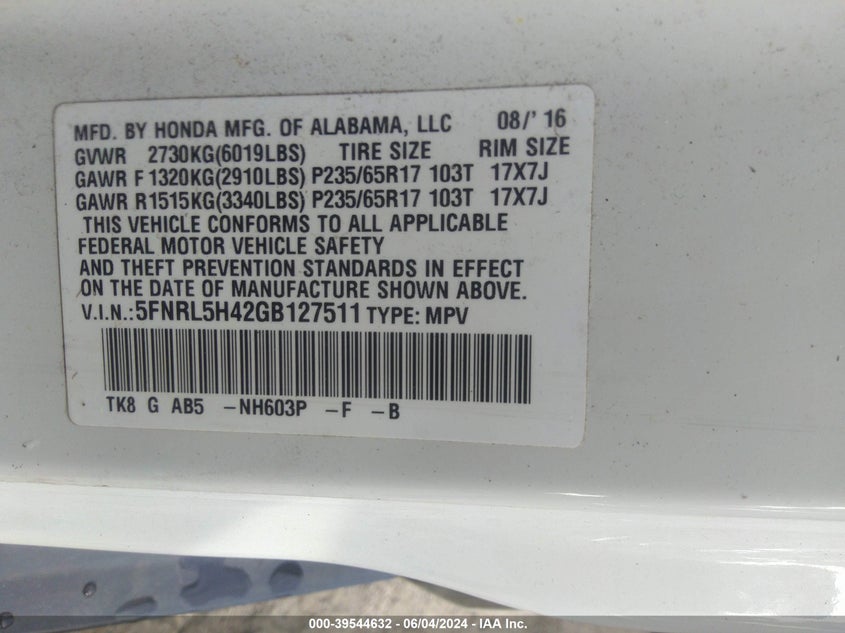 MFD. BY HONDA MFG. OF ALABAMA, LLC 08/' 16
GVWR 2730KG(6019LBS) TIRE SIZE RIM SIZE
GAWR F 1320KG(2910LBS) P235/65R17 103T 17X7J
GAWR R1515KG(3340LBS) P235/65R17 103T 17X7J
THIS VEHICLE CONFORMS TO ALL APPLICABLE
FEDERAL MOTOR VEHICLE SAFETY
AND THEFT PREVENTION STANDARDS IN EFFECT
ON THE DATE OF MANUFACTURE SHOWN ABOVE.
V.I.N.:5FNRL5H42GB127511 TYPE: MPV
TK8 G AB5 -NH603P -F -B
000-39544632 - 06/04/2024 - IAA Inc.